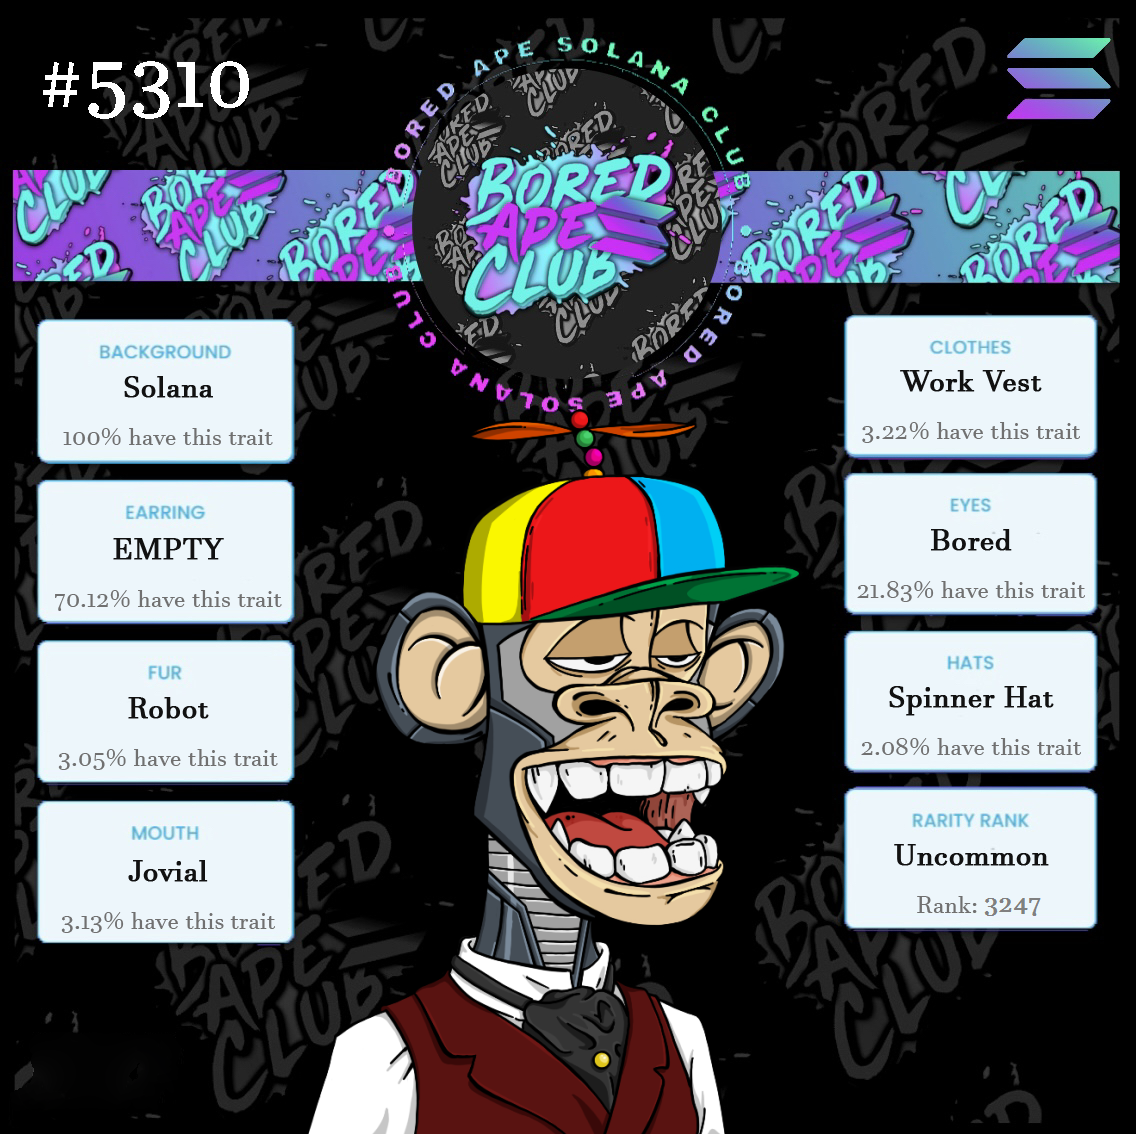 #5310
BORED APE SOLANA CLUB
BORED APE SOLANA CLUB
BORED
APE
CLUB
BACKGROUND
Solana
100% have this trait
EARRING
EMPTY
70.12% have this trait
FUR
Robot
3.05% have this trait
MOUTH
Jovial
3.13% have this trait
CLOTHES
Work Vest
3.22% have this trait
EYES
Bored
21.83% have this trait
HATS
Spinner Hat
2.08% have this trait
RARITY RANK
Uncommon
Rank: 3247